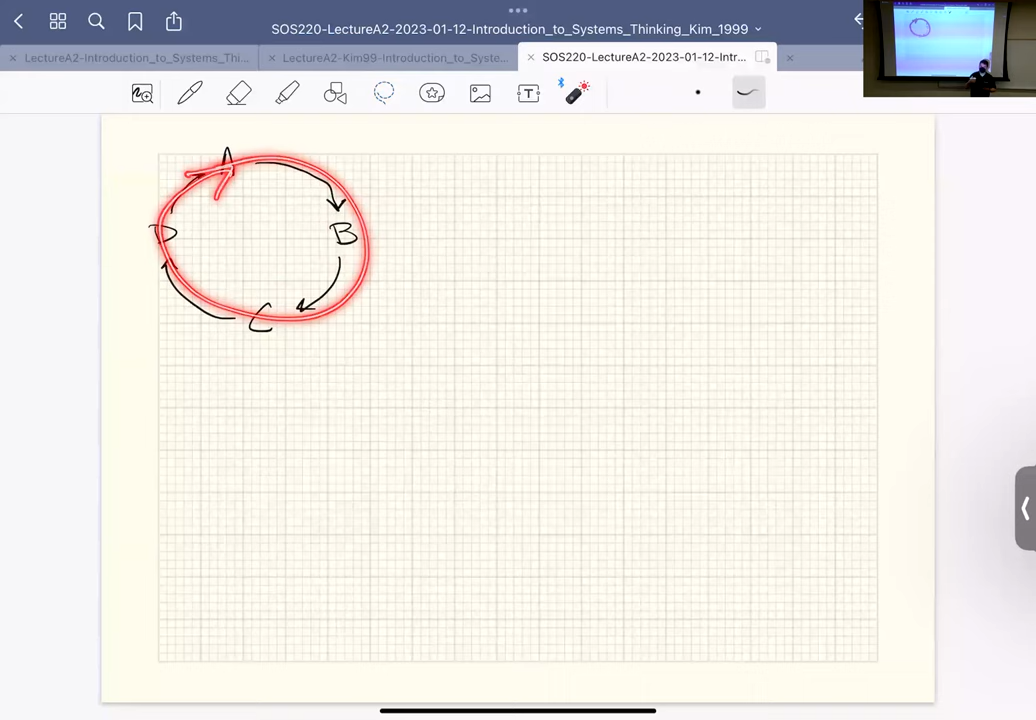 SOS220-LectureA2-2023-01-12-Introduction_to_Systems_Thinking_Kim_1999
LectureA2-Introduction_to_Systems_Thi...
LectureA2-Kim99-Introduction_to_Syste...
SOS220-LectureA2-2023-01-12-Intr...
A
D
B
C